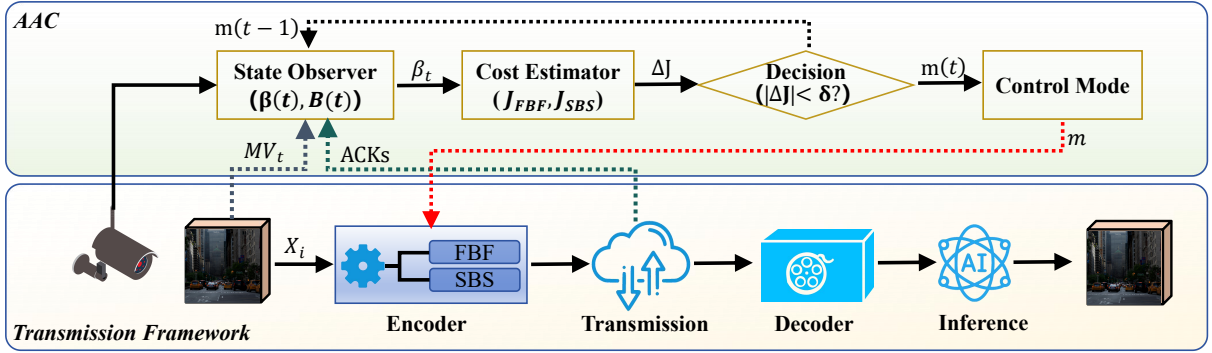 AAC
m(t − 1)
State Observer
(β(t), B(t))
β_t
Cost Estimator
(J_FBF, J_SBS)
ΔJ
Decision
(|ΔJ|< δ?)
m(t)
Control Mode
MV_t
ACKs
m
X_i
FBF
SBS
AI
Encoder
Transmission
Decoder
Inference
Transmission Framework